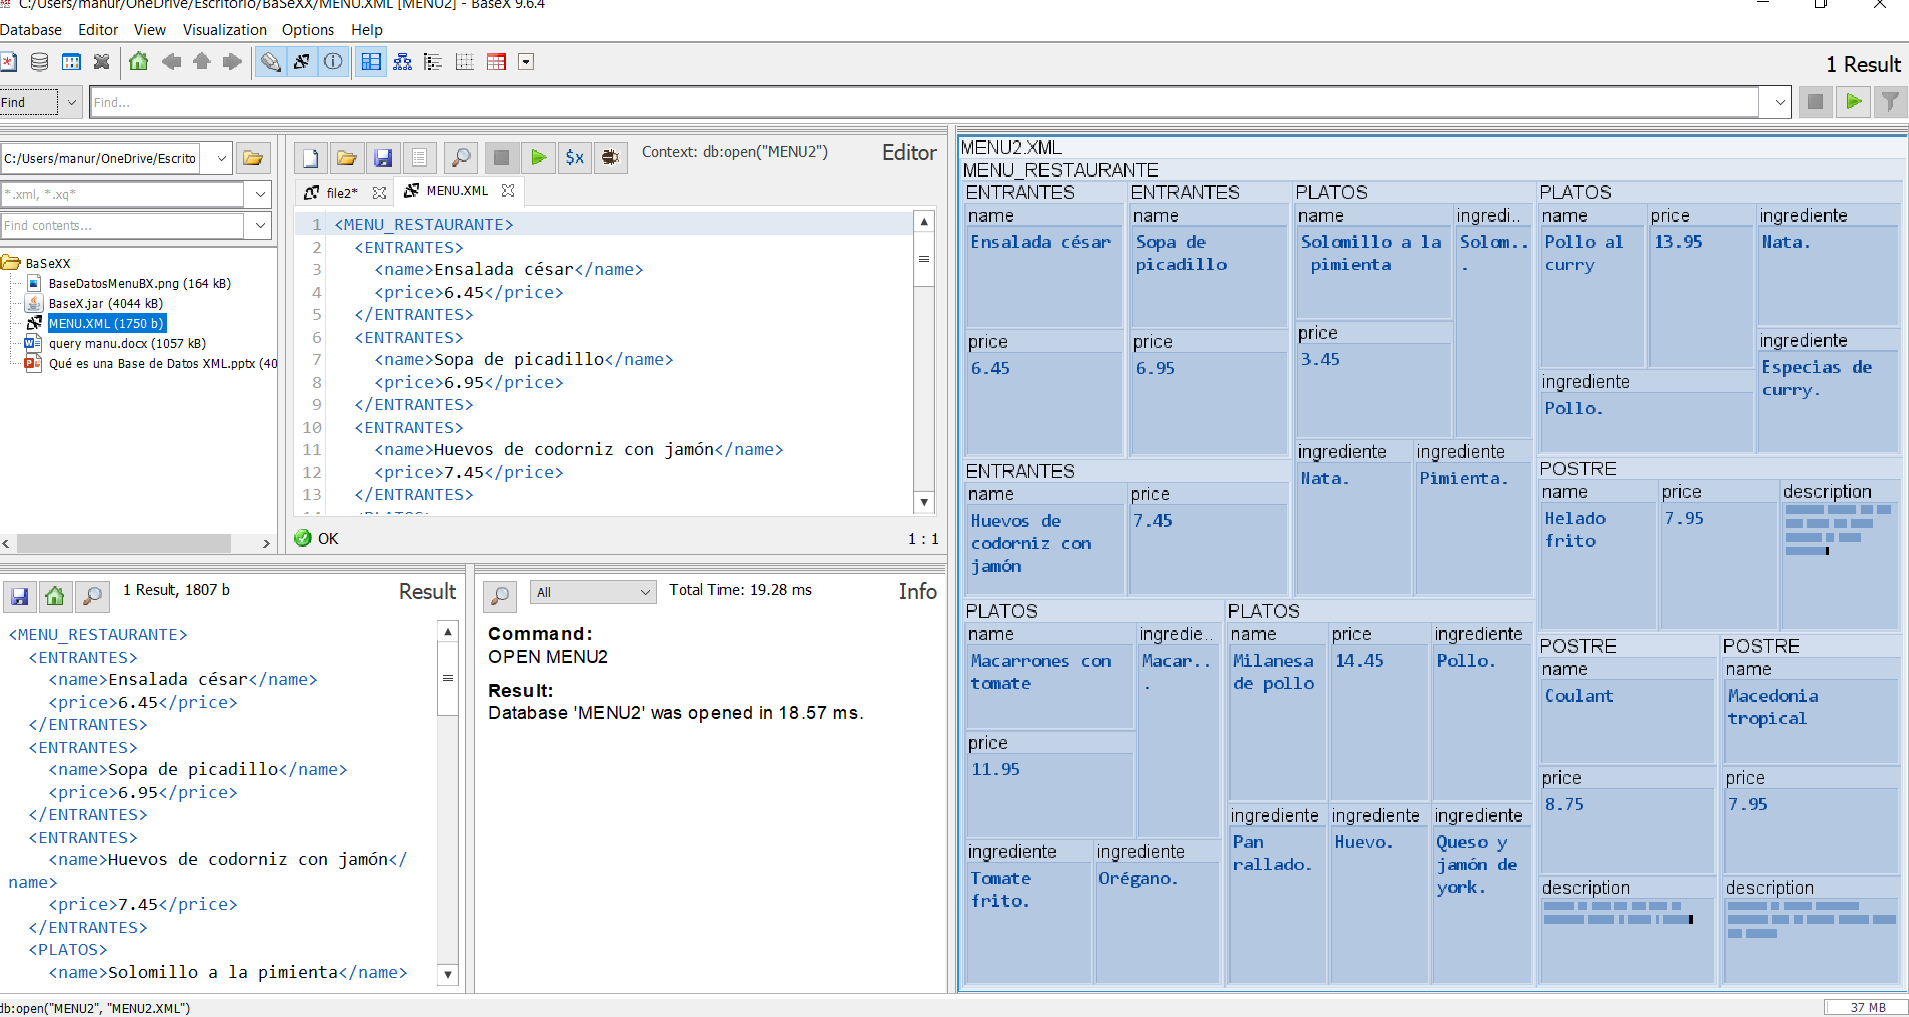 C:/Users/manur/OneDrive/Escritorio/BaSeXX/MENU.XML [MENU2] - BaseX 9.6.4
Database Editor View Visualization Options Help
1 Result
Find
Find...
C:/Users/manur/OneDrive/Escrito
*.xml, *.xq*
Find contents...
BaSeXX
BaseDatosMenuBX.png (164 kB)
BaseX.jar (4044 kB)
MENU.XML (1750 b)
query manu.docx (1057 kB)
Qué es una Base de Datos XML.pptx (40
$x
Context: db:open("MENU2")
Editor
file2*
MENU.XML
1 <MENU_RESTAURANTE>
2 <ENTRANTES>
3 <name>Ensalada césar</name>
4 <price>6.45</price>
5 </ENTRANTES>
6 <ENTRANTES>
7 <name>Sopa de picadillo</name>
8 <price>6.95</price>
9 </ENTRANTES>
10 <ENTRANTES>
11 <name>Huevos de codorniz con jamón</name>
12 <price>7.45</price>
13 </ENTRANTES>
OK
1 : 1
1 Result, 1807 b
Result
<MENU_RESTAURANTE>
<ENTRANTES>
<name>Ensalada césar</name>
<price>6.45</price>
</ENTRANTES>
<ENTRANTES>
<name>Sopa de picadillo</name>
<price>6.95</price>
</ENTRANTES>
<ENTRANTES>
<name>Huevos de codorniz con jamón</
name>
<price>7.45</price>
</ENTRANTES>
<PLATOS>
<name>Solomillo a la pimienta</name>
All
Total Time: 19.28 ms
Info
Command:
OPEN MENU2
Result:
Database 'MENU2' was opened in 18.57 ms.
MENU2.XML
MENU_RESTAURANTE
ENTRANTES
name
Ensalada césar
price
6.45
ENTRANTES
name
Sopa de
picadillo
price
6.95
ENTRANTES
name
Huevos de
codorniz con
jamón
price
7.45
PLATOS
name
Solomillo a la
pimienta
price
3.45
ingredi..
Solom..
.
ingrediente
Nata.
ingrediente
Pimienta.
PLATOS
name
Pollo al
curry
price
13.95
ingrediente
Pollo.
ingrediente
Nata.
ingrediente
Especias de
curry.
PLATOS
name
Macarrones con
tomate
price
11.95
ingredie..
Macar..
.
ingrediente
Tomate
frito.
ingrediente
Orégano.
PLATOS
name
Milanesa
de pollo
price
14.45
ingrediente
Pollo.
ingrediente
Pan
rallado.
ingrediente
Huevo.
ingrediente
Queso y
jamón de
york.
POSTRE
name
Helado
frito
price
7.95
description
POSTRE
name
Coulant
price
8.75
description
POSTRE
name
Macedonia
tropical
price
7.95
description
db:open("MENU2", "MENU2.XML")
37 MB